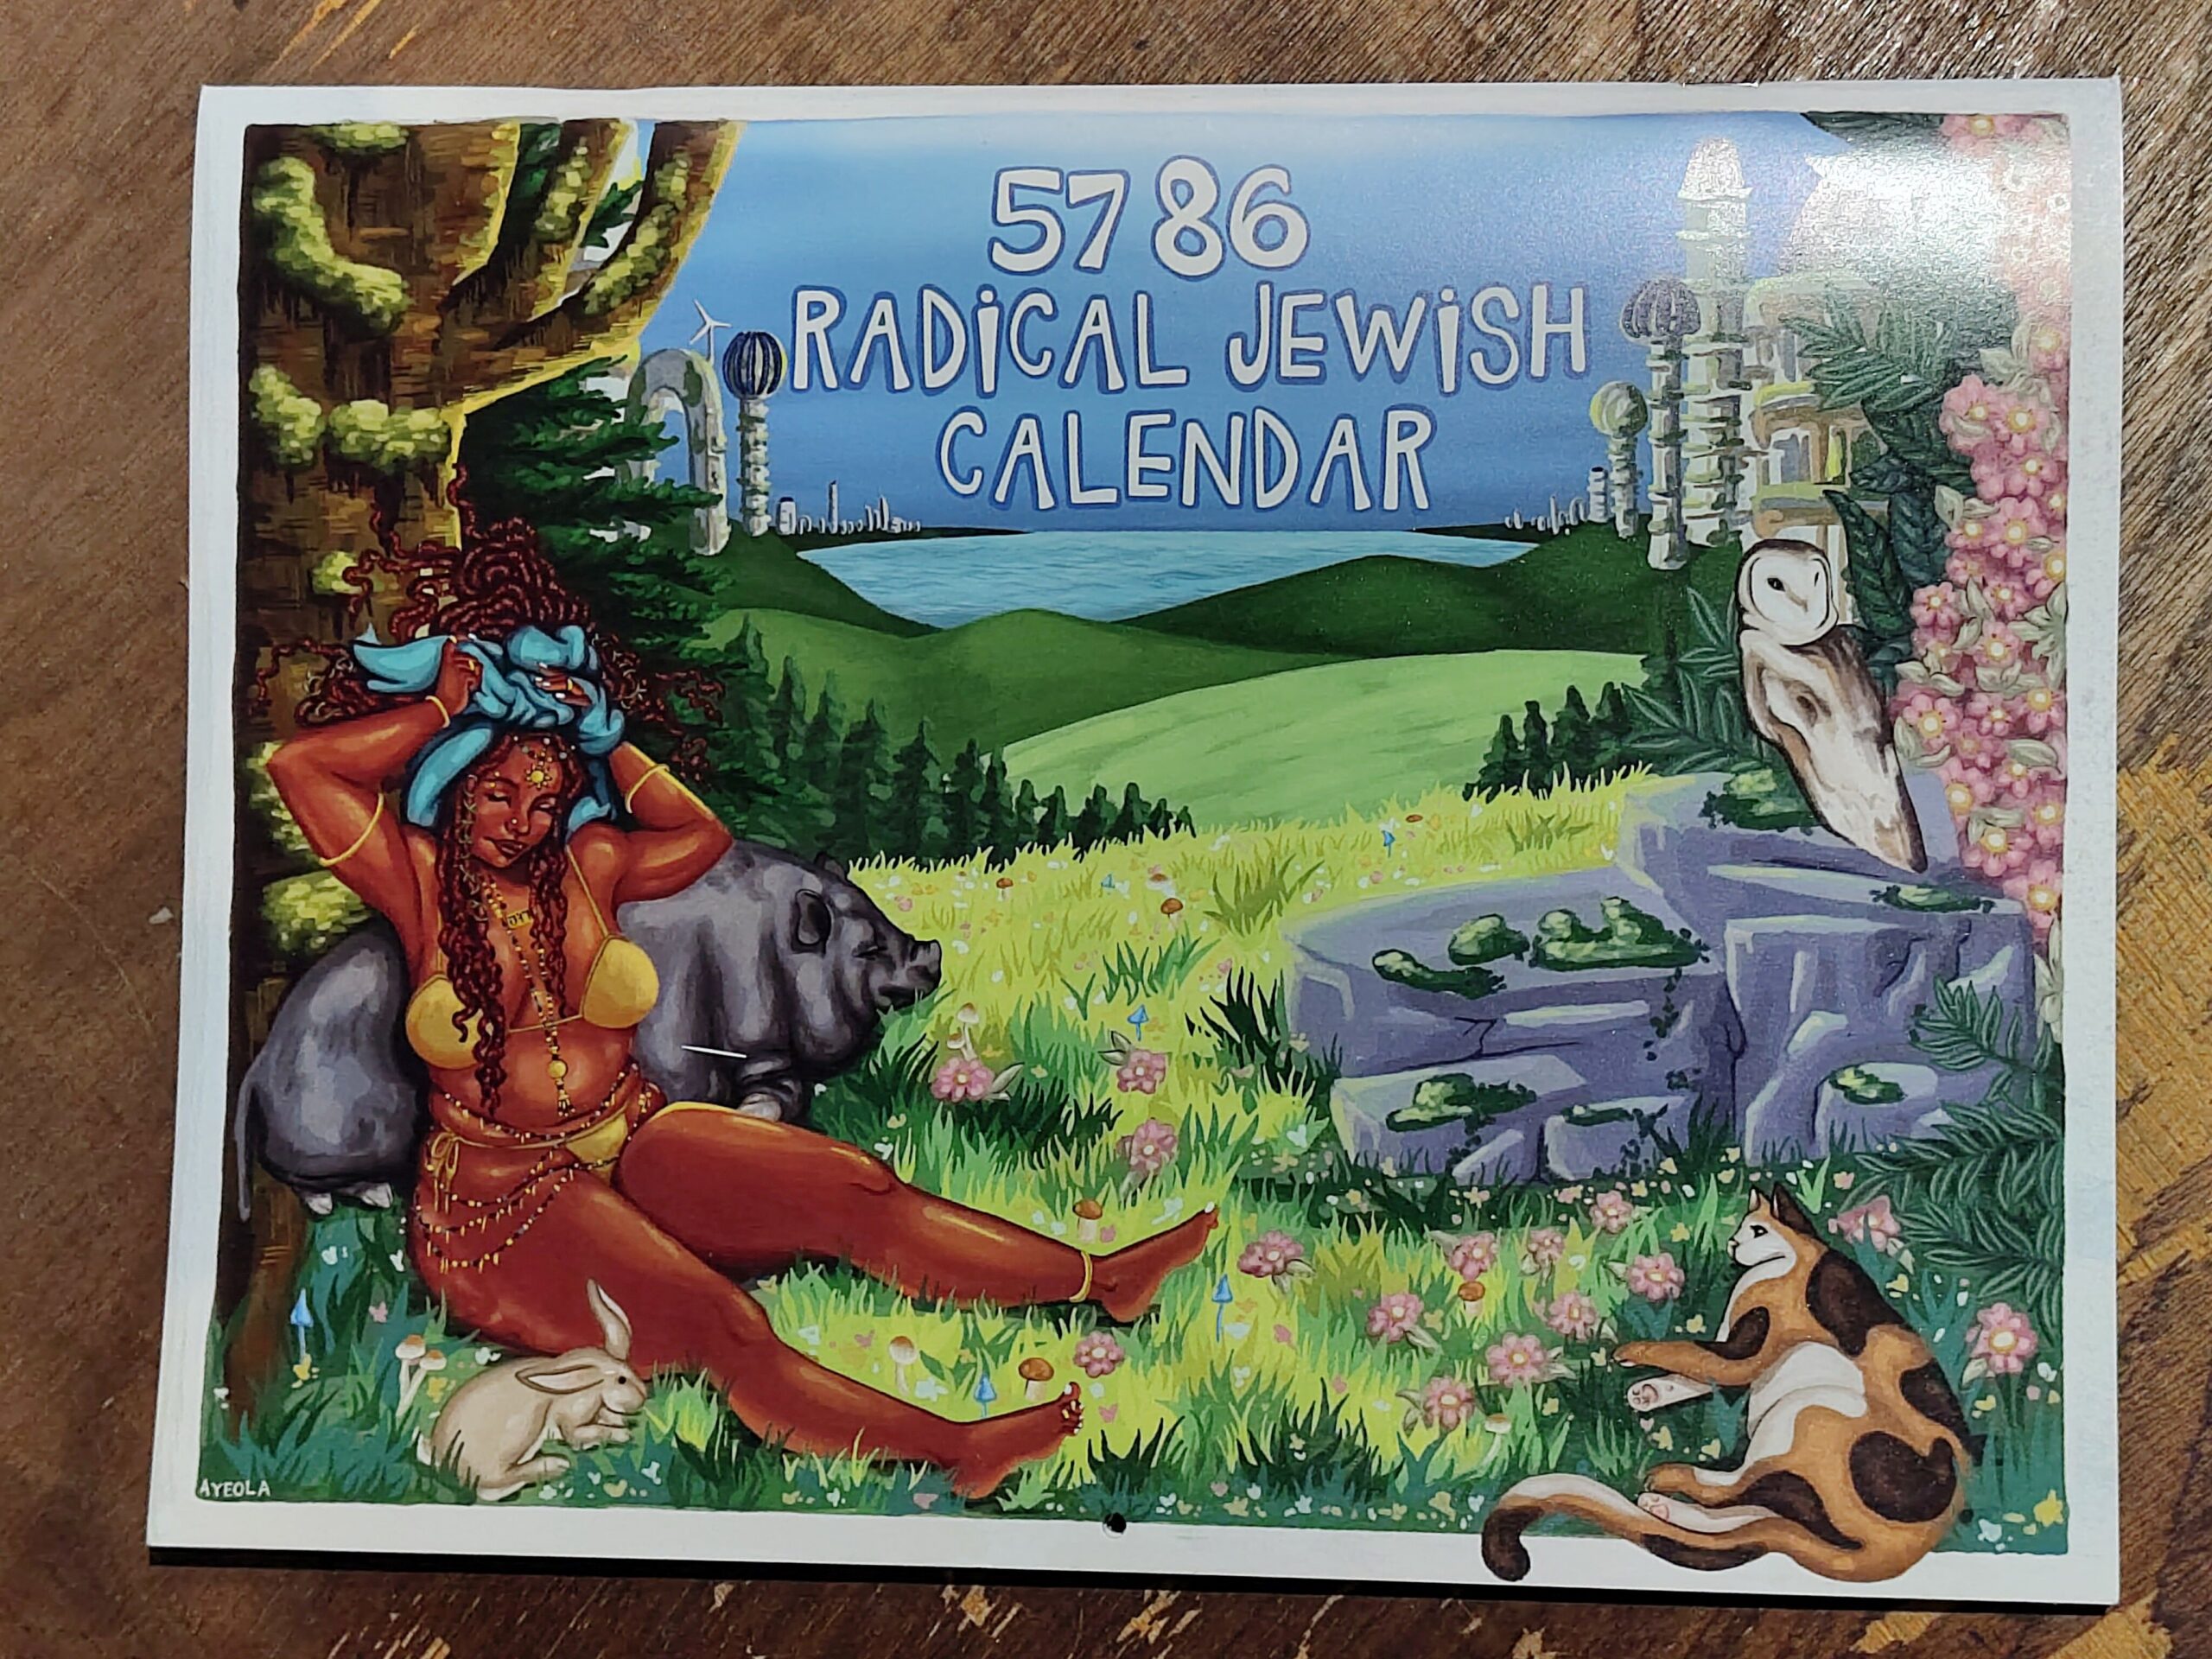 5786
RADICAL JEWISH
CALENDAR
AYEOLA